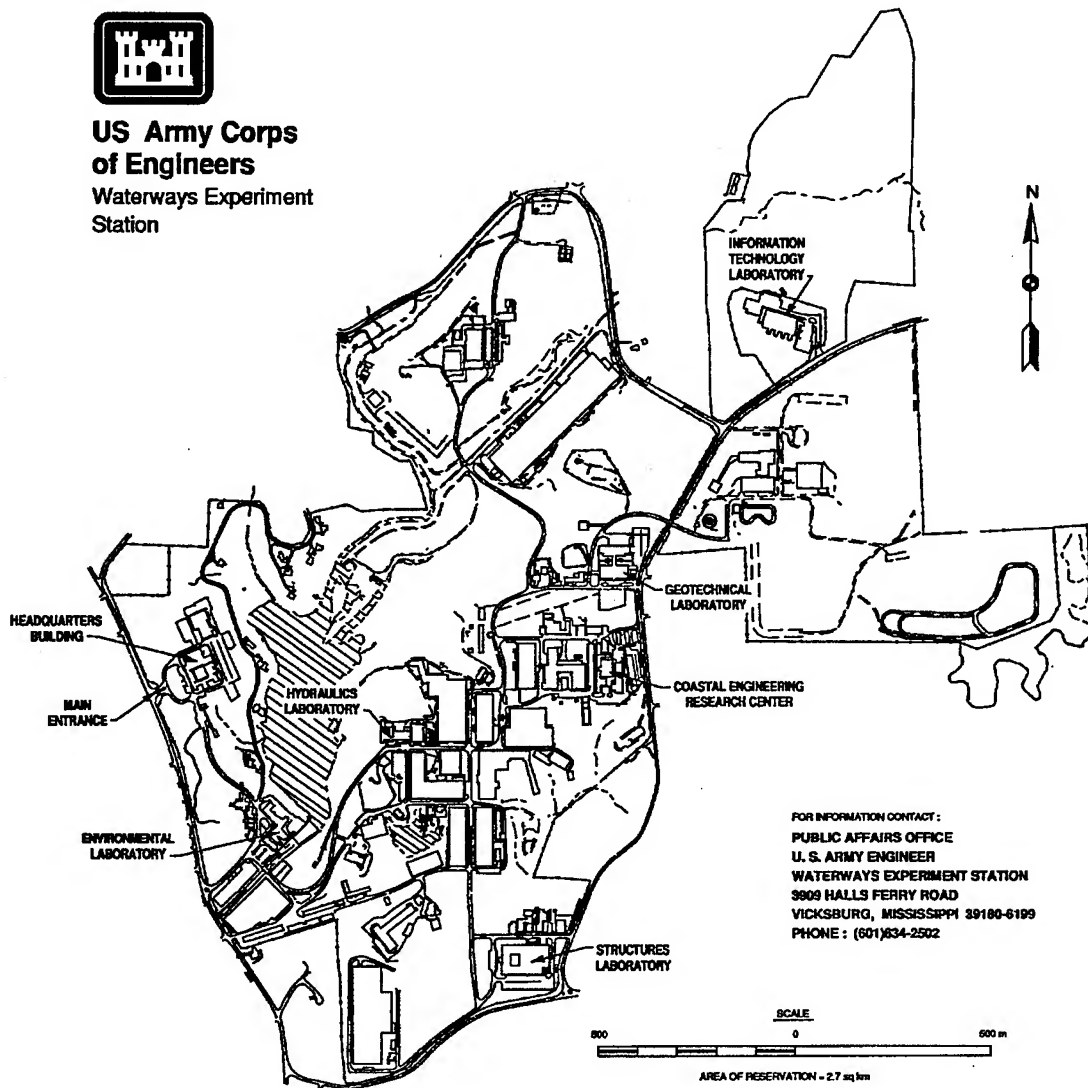 US Army Corps
of Engineers
Waterways Experiment
Station
N
INFORMATION
TECHNOLOGY
LABORATORY
GEOTECHNICAL
LABORATORY
HEADQUARTERS
BUILDING
MAIN
ENTRANCE
HYDRAULICS
LABORATORY
COASTAL ENGINEERING
RESEARCH CENTER
ENVIRONMENTAL
LABORATORY
FOR INFORMATION CONTACT :
PUBLIC AFFAIRS OFFICE
U. S. ARMY ENGINEER
WATERWAYS EXPERIMENT STATION
3909 HALLS FERRY ROAD
VICKSBURG, MISSISSIPPI 39180-6199
PHONE : (601)634-2502
STRUCTURES
LABORATORY
SCALE
500 0 500 m
AREA OF RESERVATION = 2.7 sq km